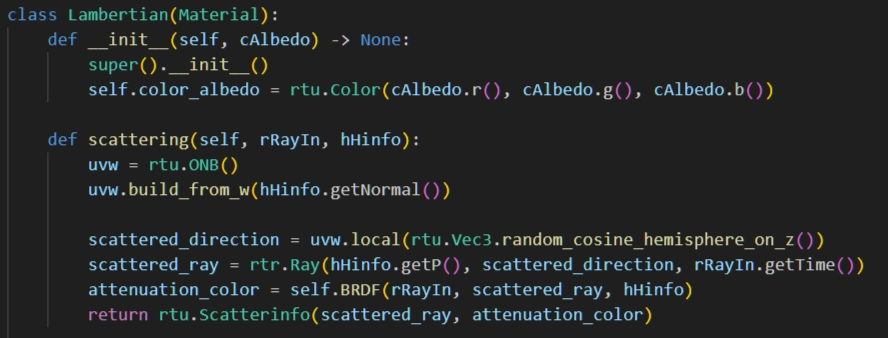 class Lambertian(Material):
    def __init__(self, cAlbedo) -> None:
        super().__init__()
        self.color_albedo = rtu.Color(cAlbedo.r(), cAlbedo.g(), cAlbedo.b())

    def scattering(self, rRayIn, hHinfo):
        uvw = rtu.ONB()
        uvw.build_from_w(hHinfo.getNormal())

        scattered_direction = uvw.local(rtu.Vec3.random_cosine_hemisphere_on_z())
        scattered_ray = rtr.Ray(hHinfo.getP(), scattered_direction, rRayIn.getTime())
        attenuation_color = self.BRDF(rRayIn, scattered_ray, hHinfo)
        return rtu.Scatterinfo(scattered_ray, attenuation_color)